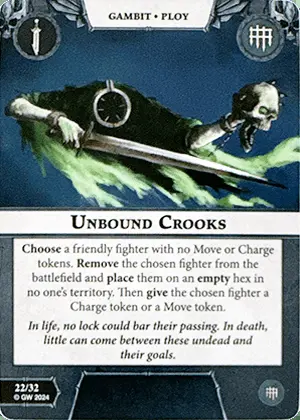 GAMBIT • PLOY
UNBOUND CROOKS
Choose a friendly fighter with no Move or Charge
tokens. Remove the chosen fighter from the
battlefield and place them on an empty hex in
no one's territory. Then give the chosen fighter a
Charge token or a Move token.
In life, no lock could bar their passing. In death,
little can come between these undead and
their goals.
22/32
© GW 2024